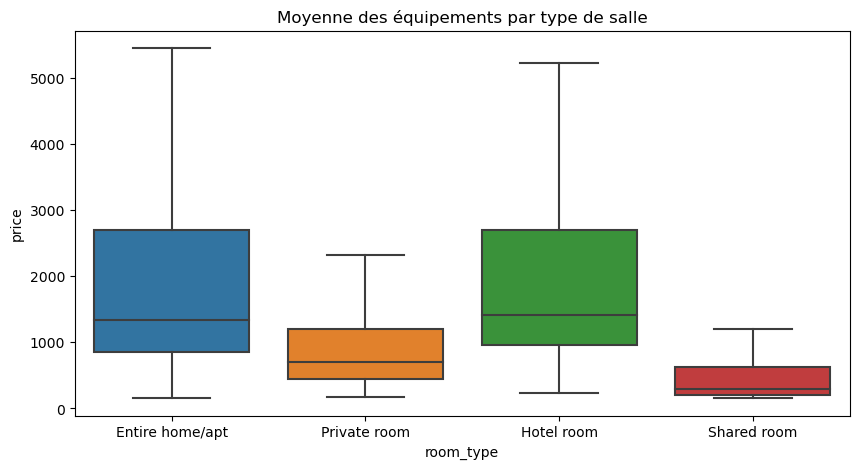 Moyenne des équipements par type de salle
price
5000
4000
3000
2000
1000
0
Entire home/apt
Private room
Hotel room
Shared room
room_type